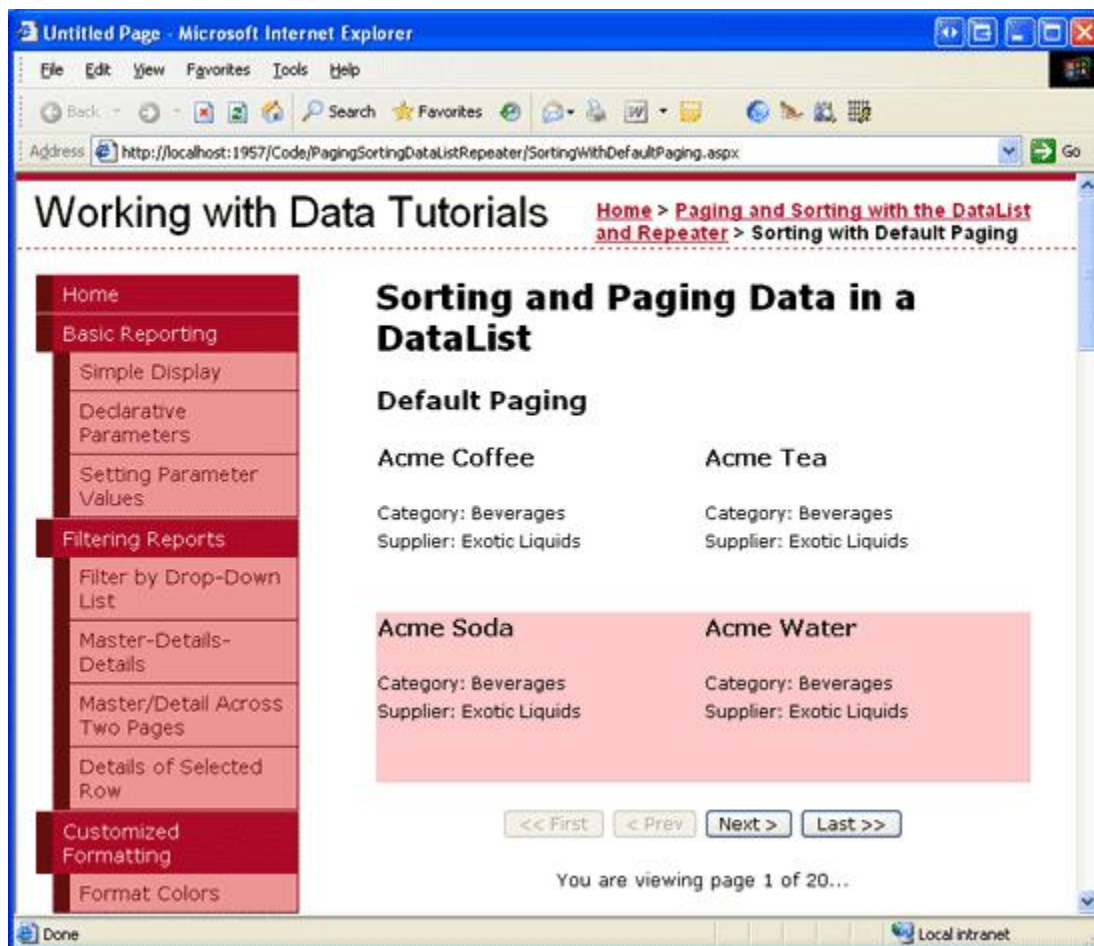 Untitled Page - Microsoft Internet Explorer
File Edit View Favorites Tools Help
Back Search Favorites
Address http://localhost:1957/Code/PagingSortingDataListRepeater/SortingWithDefaultPaging.aspx Go
Working with Data Tutorials
Home > Paging and Sorting with the DataList
and Repeater > Sorting with Default Paging
Home
Basic Reporting
Simple Display
Declarative
Parameters
Setting Parameter
Values
Filtering Reports
Filter by Drop-Down
List
Master-Details-
Details
Master/Detail Across
Two Pages
Details of Selected
Row
Customized
Formatting
Format Colors
Sorting and Paging Data in a
DataList
Default Paging
Acme Coffee
Category: Beverages
Supplier: Exotic Liquids
Acme Tea
Category: Beverages
Supplier: Exotic Liquids
Acme Soda
Category: Beverages
Supplier: Exotic Liquids
Acme Water
Category: Beverages
Supplier: Exotic Liquids
<< First < Prev Next > Last >>
You are viewing page 1 of 20...
Done Local intranet